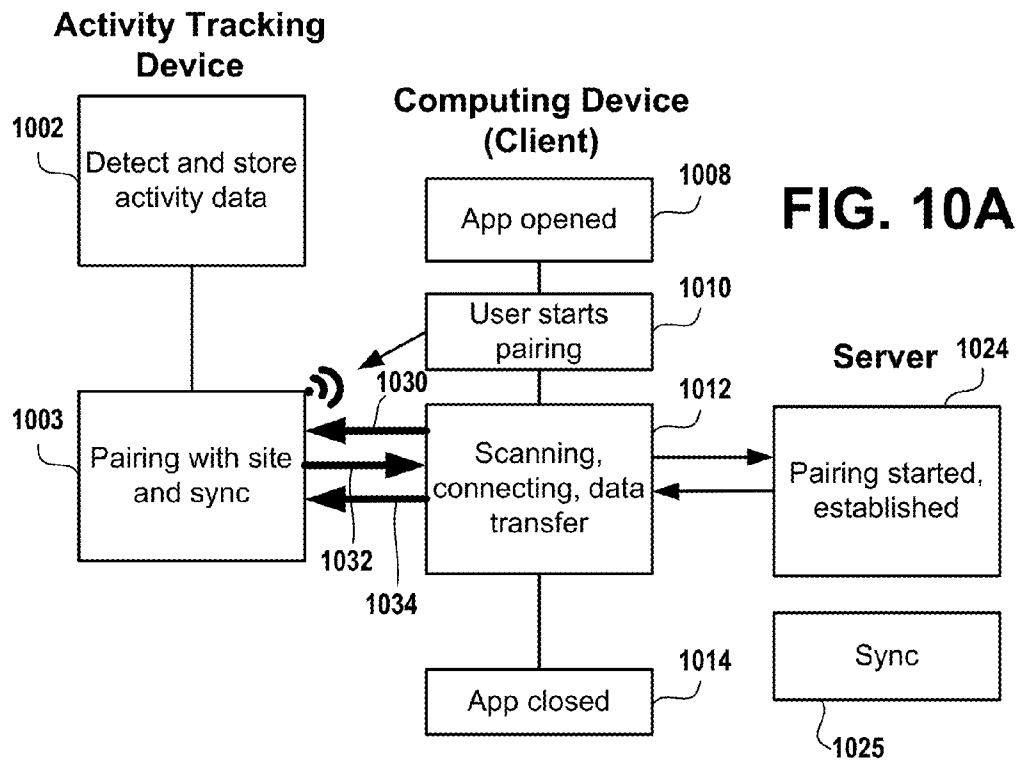 Activity Tracking
Device
1002
Detect and store
activity data
Computing Device
(Client)
1008
App opened
FIG. 10A
1010
User starts
pairing
1030
1012
Server
1024
1003
Pairing with site
and sync
Scanning,
connecting, data
transfer
Pairing started,
established
1032
1034
1014
App closed
Sync
1025